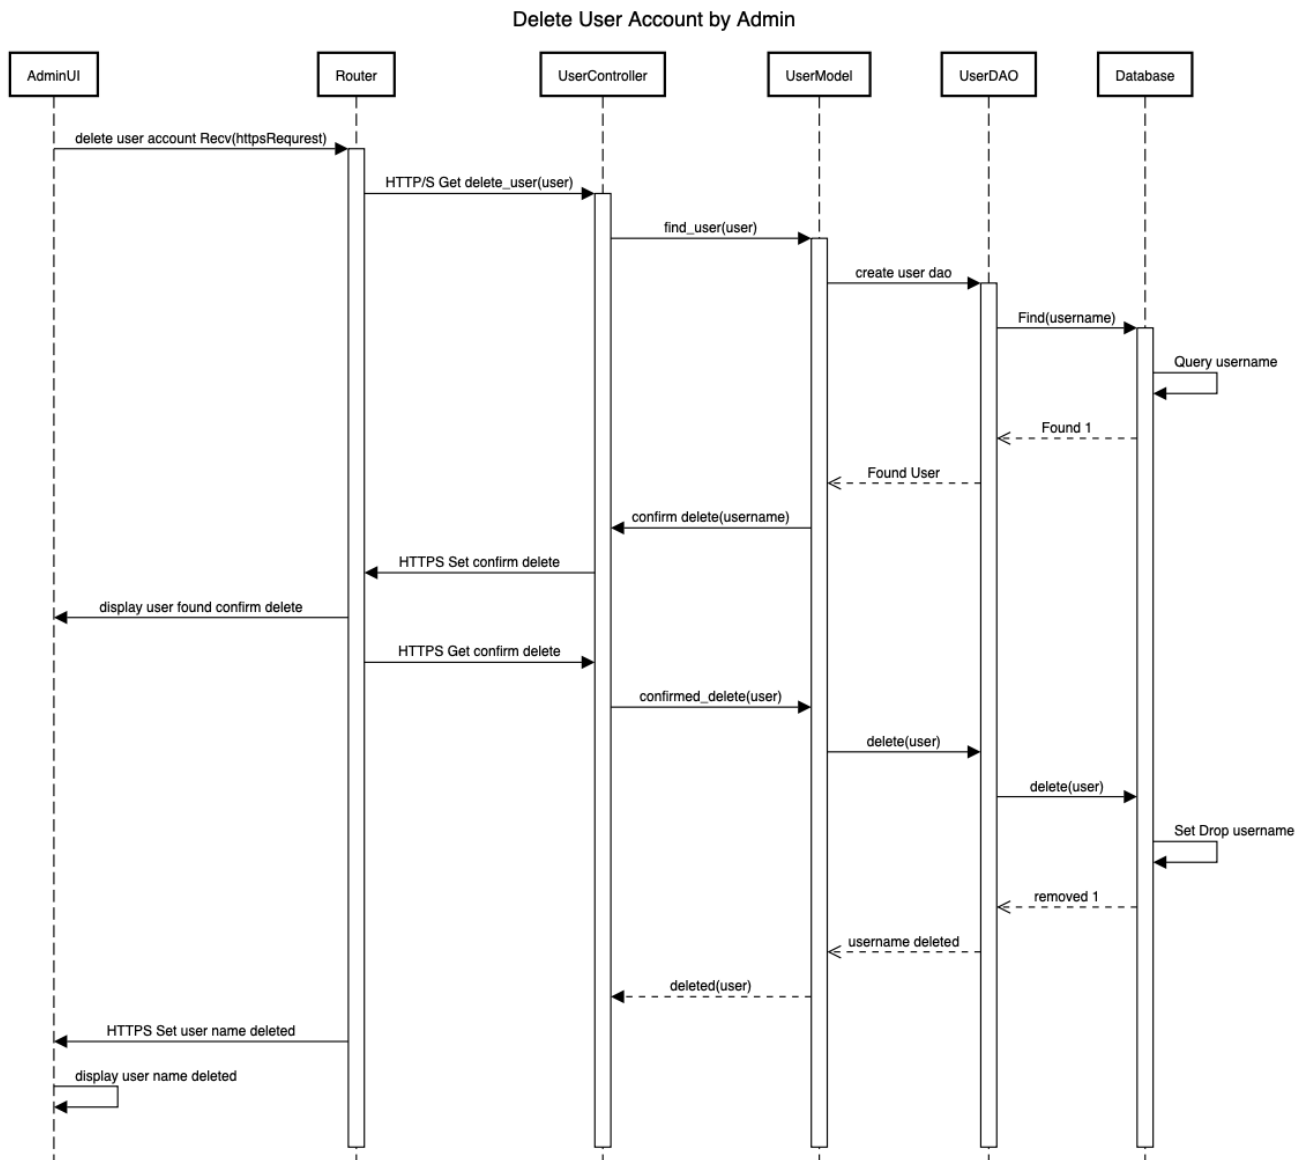 Delete User Account by Admin
AdminUI
Router
UserController
UserModel
UserDAO
Database
delete user account Recv(httpsRequrest)
HTTP/S Get delete_user(user)
find_user(user)
create user dao
Find(username)
Query username
Found 1
Found User
confirm delete(username)
HTTPS Set confirm delete
display user found confirm delete
HTTPS Get confirm delete
confirmed_delete(user)
delete(user)
delete(user)
Set Drop username
removed 1
username deleted
deleted(user)
HTTPS Set user name deleted
display user name deleted